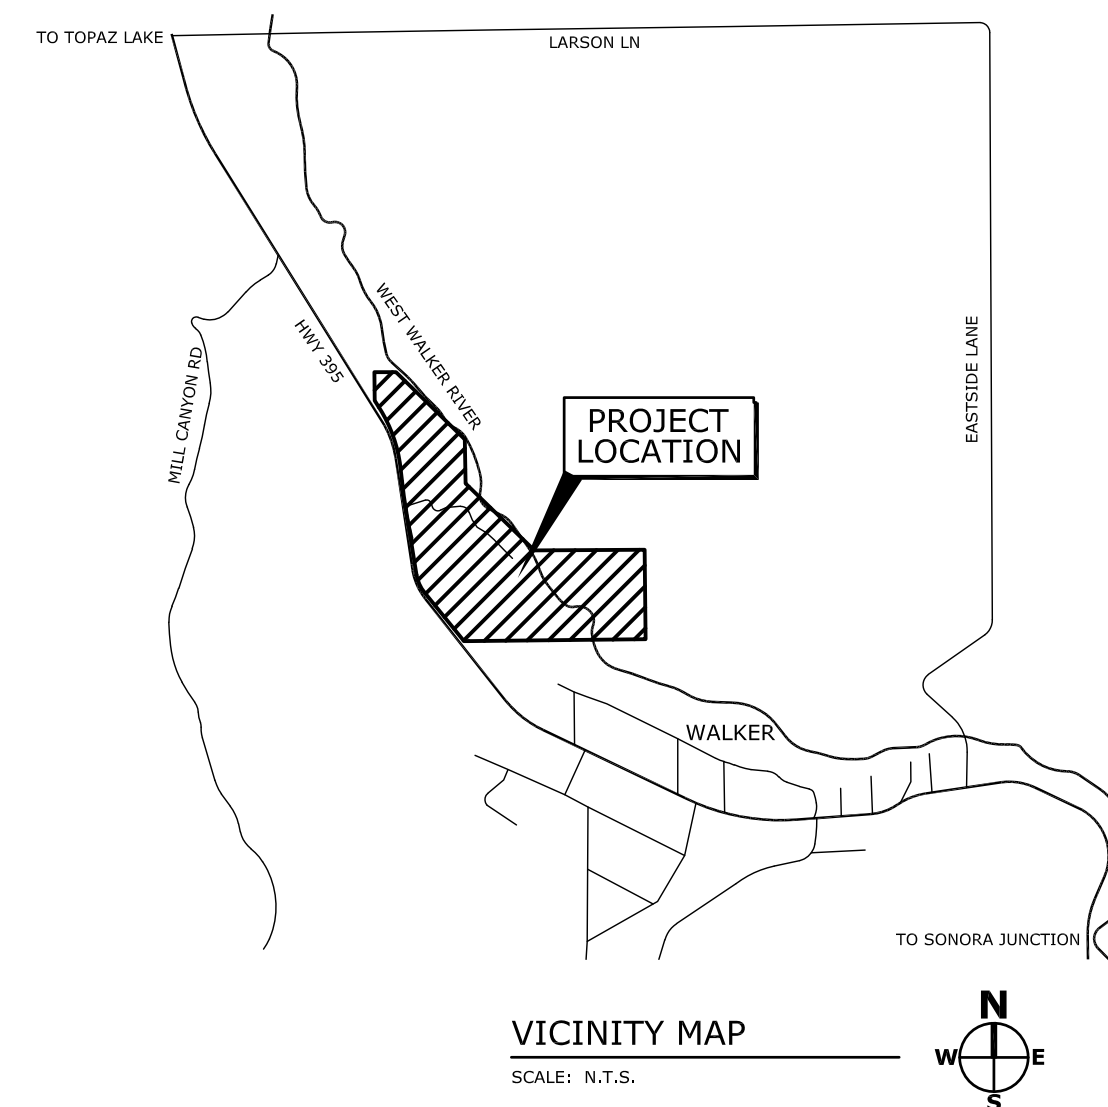 TO TOPAZ LAKE
LARSON LN
WEST WALKER RIVER
HWY 395
MILL CANYON RD
EASTSIDE LANE
PROJECT
LOCATION
WALKER
TO SONORA JUNCTION
VICINITY MAP
SCALE: N.T.S.
N
W E
S